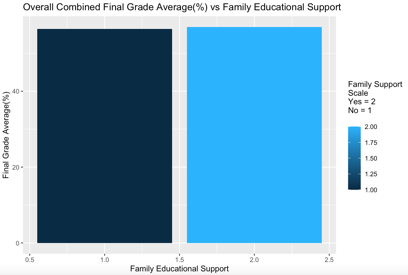 Overall Combined Final Grade Average(%) vs Family Educational Support
Final Grade Average(%)
40
20
0
0.5 1.0 1.5 2.0 2.5
Family Educational Support
Family Support
Scale
Yes = 2
No = 1
2.00
1.75
1.50
1.25
1.00